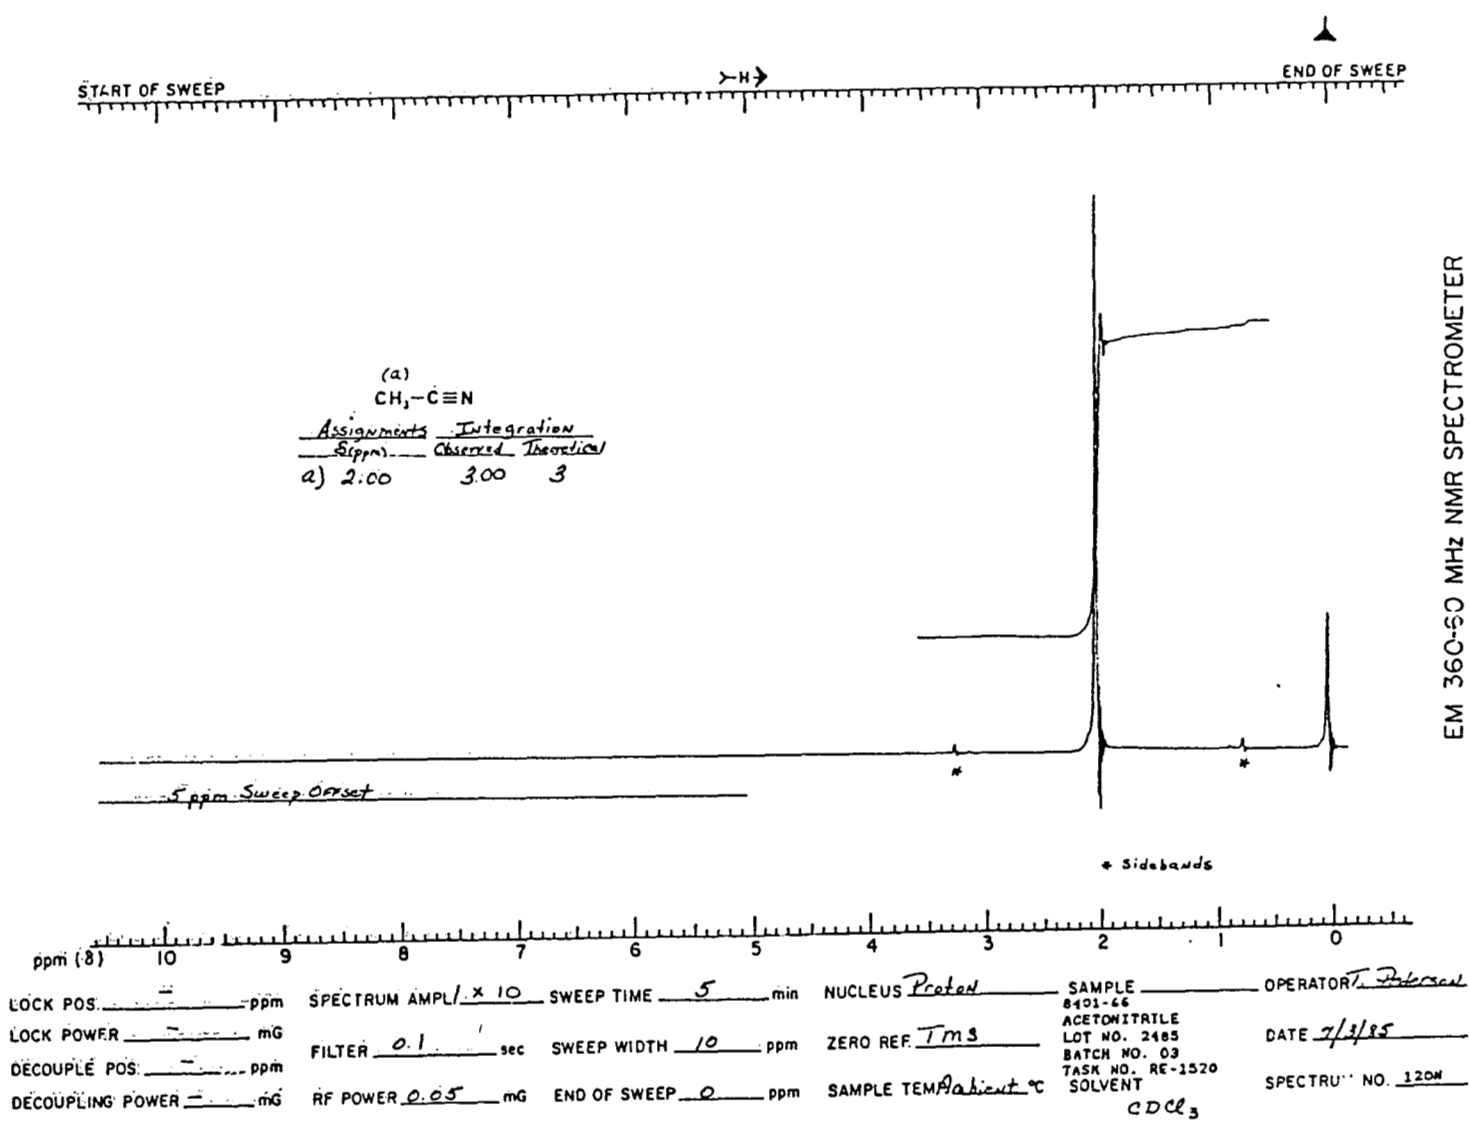 START OF SWEEP
H
END OF SWEEP
EM 360-60 MHz NMR SPECTROMETER
(a)
CH₃-C≡N
Assignments Integration
δ(ppm) Observed Theoretical
a) 2.00 3.00 3
* *
5 ppm Sweep Offset
* Sidebands
ppm (δ) 10 9 8 7 6 5 4 3 2 1 0
LOCK POS. - ppm SPECTRUM AMPL 1. x 10 SWEEP TIME 5 min NUCLEUS Proton SAMPLE OPERATOR T.
8401-66
ACETONITRILE
LOCK POWER - mG FILTER 0.1 sec SWEEP WIDTH 10 ppm ZERO REF. TMS LOT NO. 2485 DATE 7/3/85
BATCH NO. 03
DECOUPLE POS. - ppm TASK NO. RE-1520
DECOUPLING POWER - mG RF POWER 0.05 mG END OF SWEEP 0 ppm SAMPLE TEMP Ambient °C SOLVENT SPECTRUM NO. 120N
CDCl₃